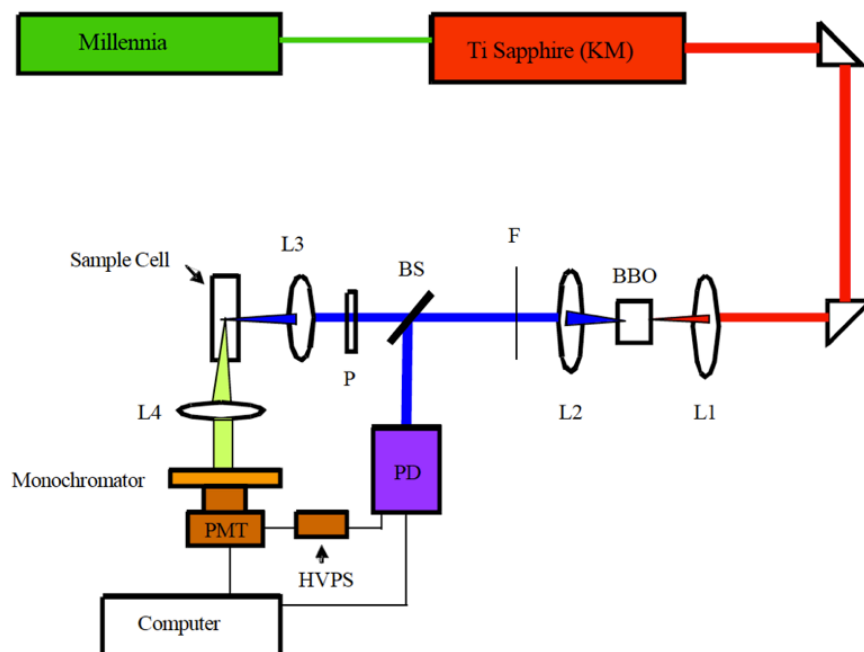 Millennia
Ti Sapphire (KM)
Sample Cell
L3
BS
F
BBO
P
L4
L2
L1
Monochromator
PD
PMT
HVPS
Computer